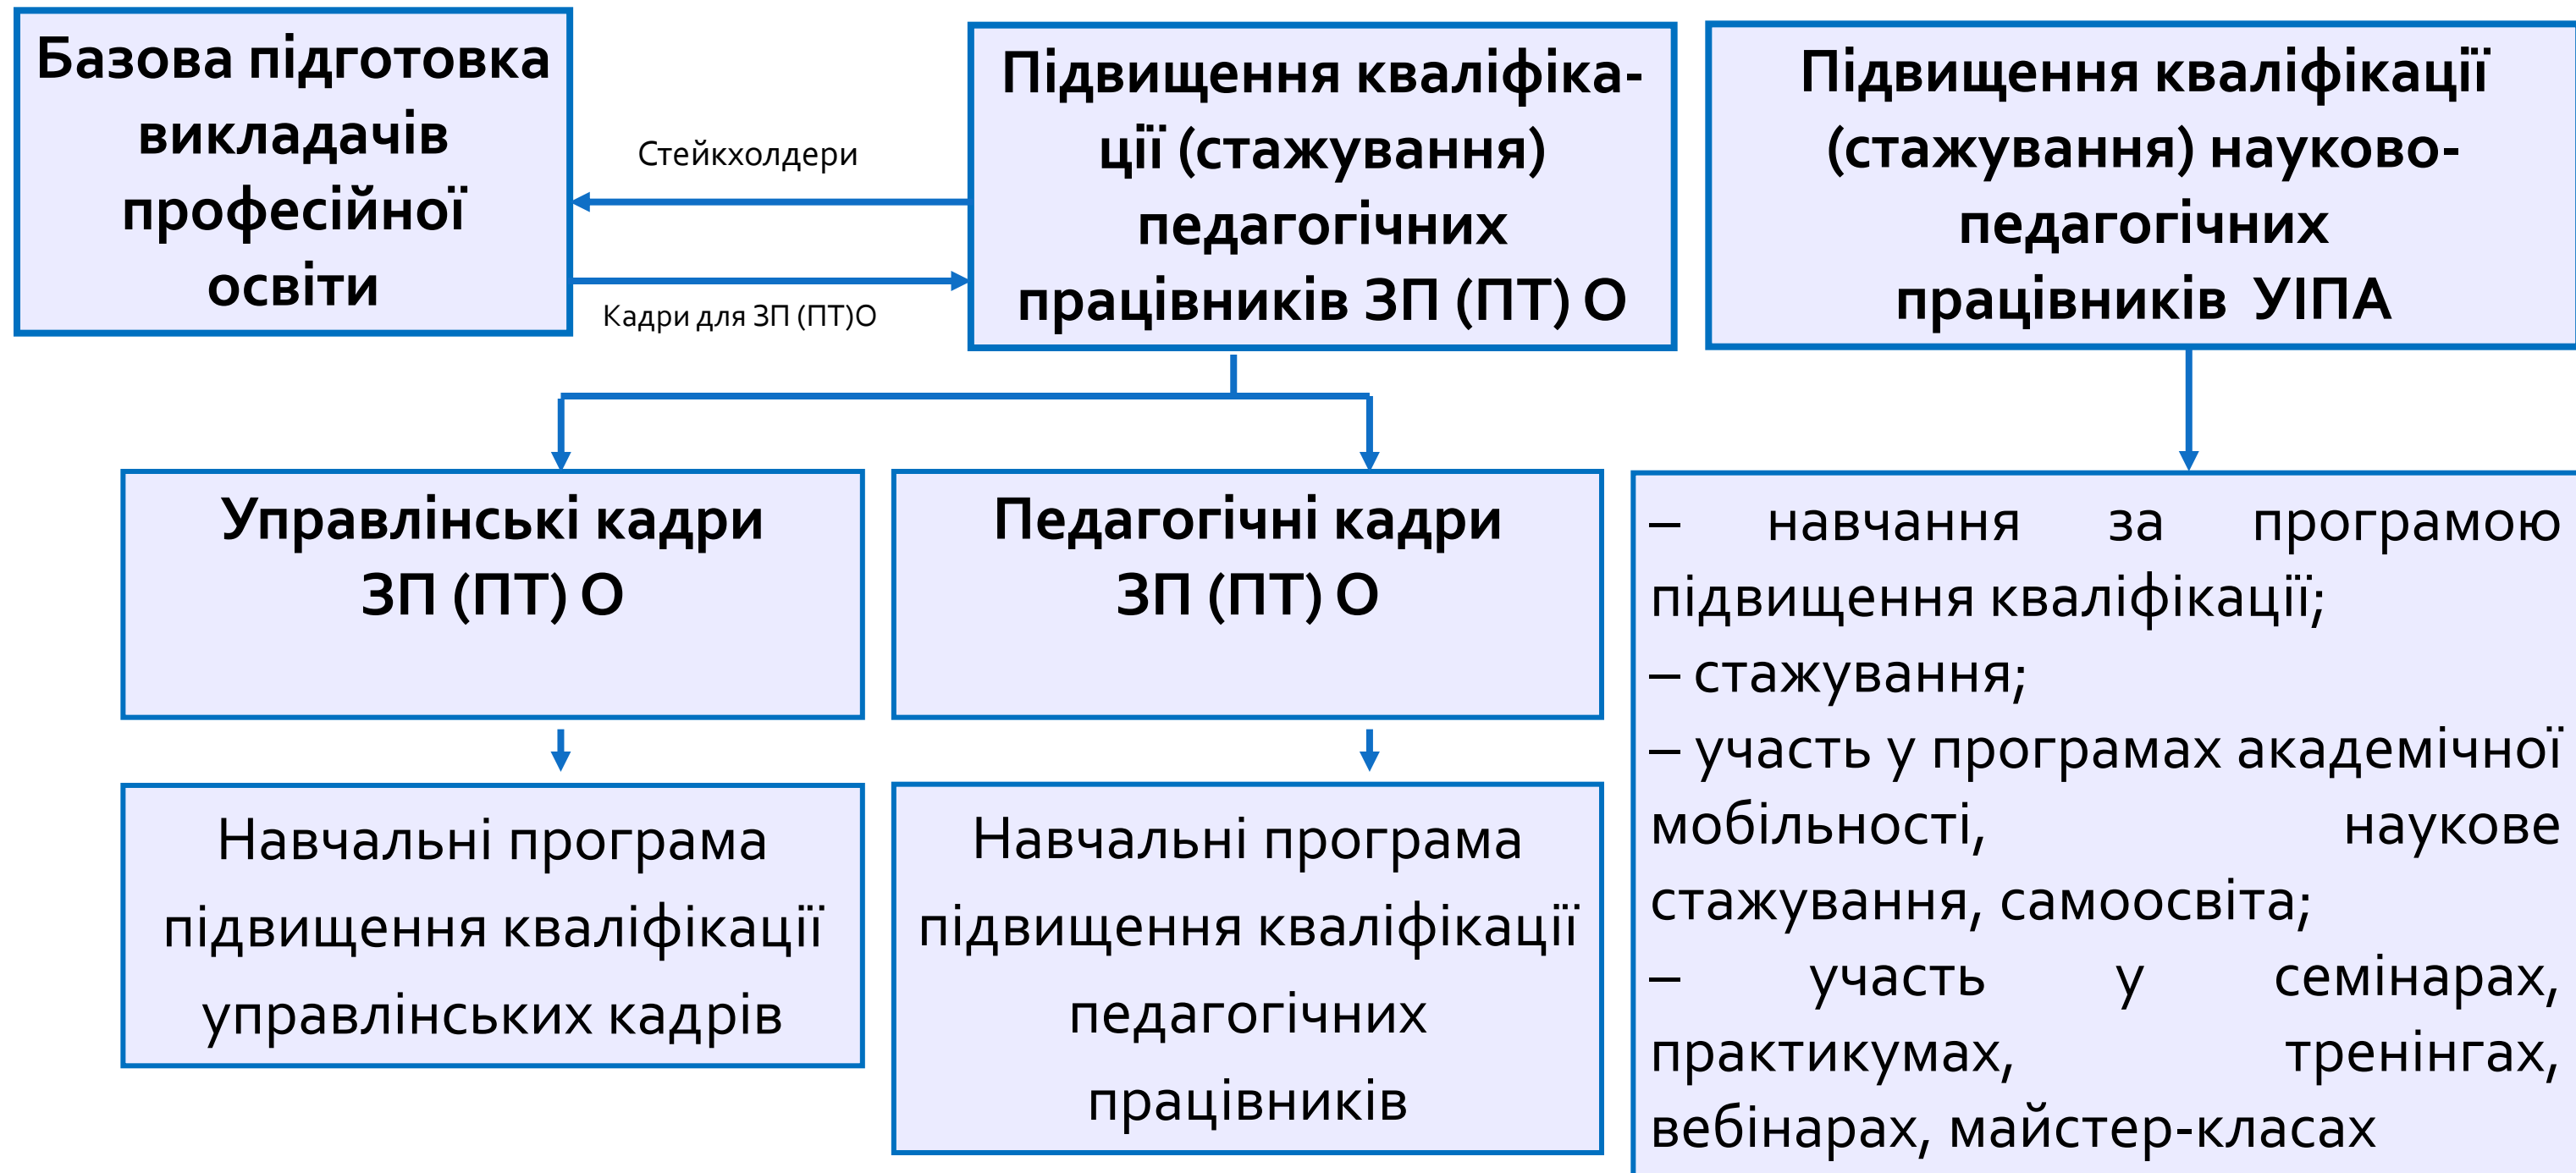 Базова підготовка
викладачів
професійної
освіти
Стейкхолдери
Кадри для ЗП (ПТ)О
Підвищення кваліфіка-
ції (стажування)
педагогічних
працівників ЗП (ПТ) О
Підвищення кваліфікації
(стажування) науково-
педагогічних
працівників УІПА
Управлінські кадри
ЗП (ПТ) О
Педагогічні кадри
ЗП (ПТ) О
Навчальні програма
підвищення кваліфікації
управлінських кадрів
Навчальні програма
підвищення кваліфікації
педагогічних
працівників
– навчання за програмою
підвищення кваліфікації;
– стажування;
– участь у програмах академічної
мобільності, наукове
стажування, самоосвіта;
– участь у семінарах,
практикумах, тренінгах,
вебінарах, майстер-класах